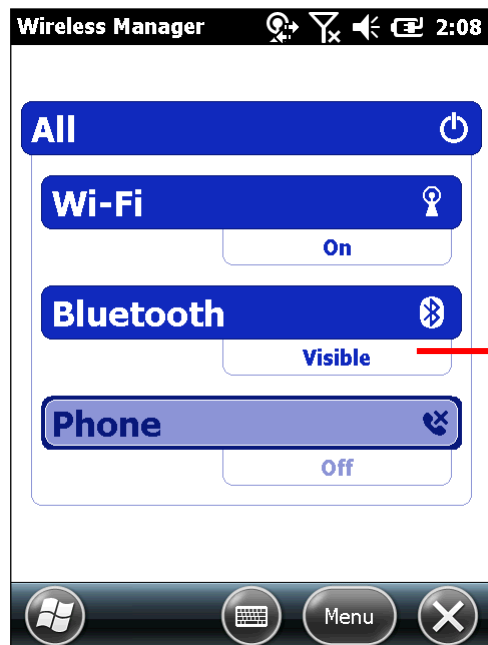 Wireless Manager 2:08
All
Wi-Fi
On
Bluetooth
Visible
Phone
Off
Menu